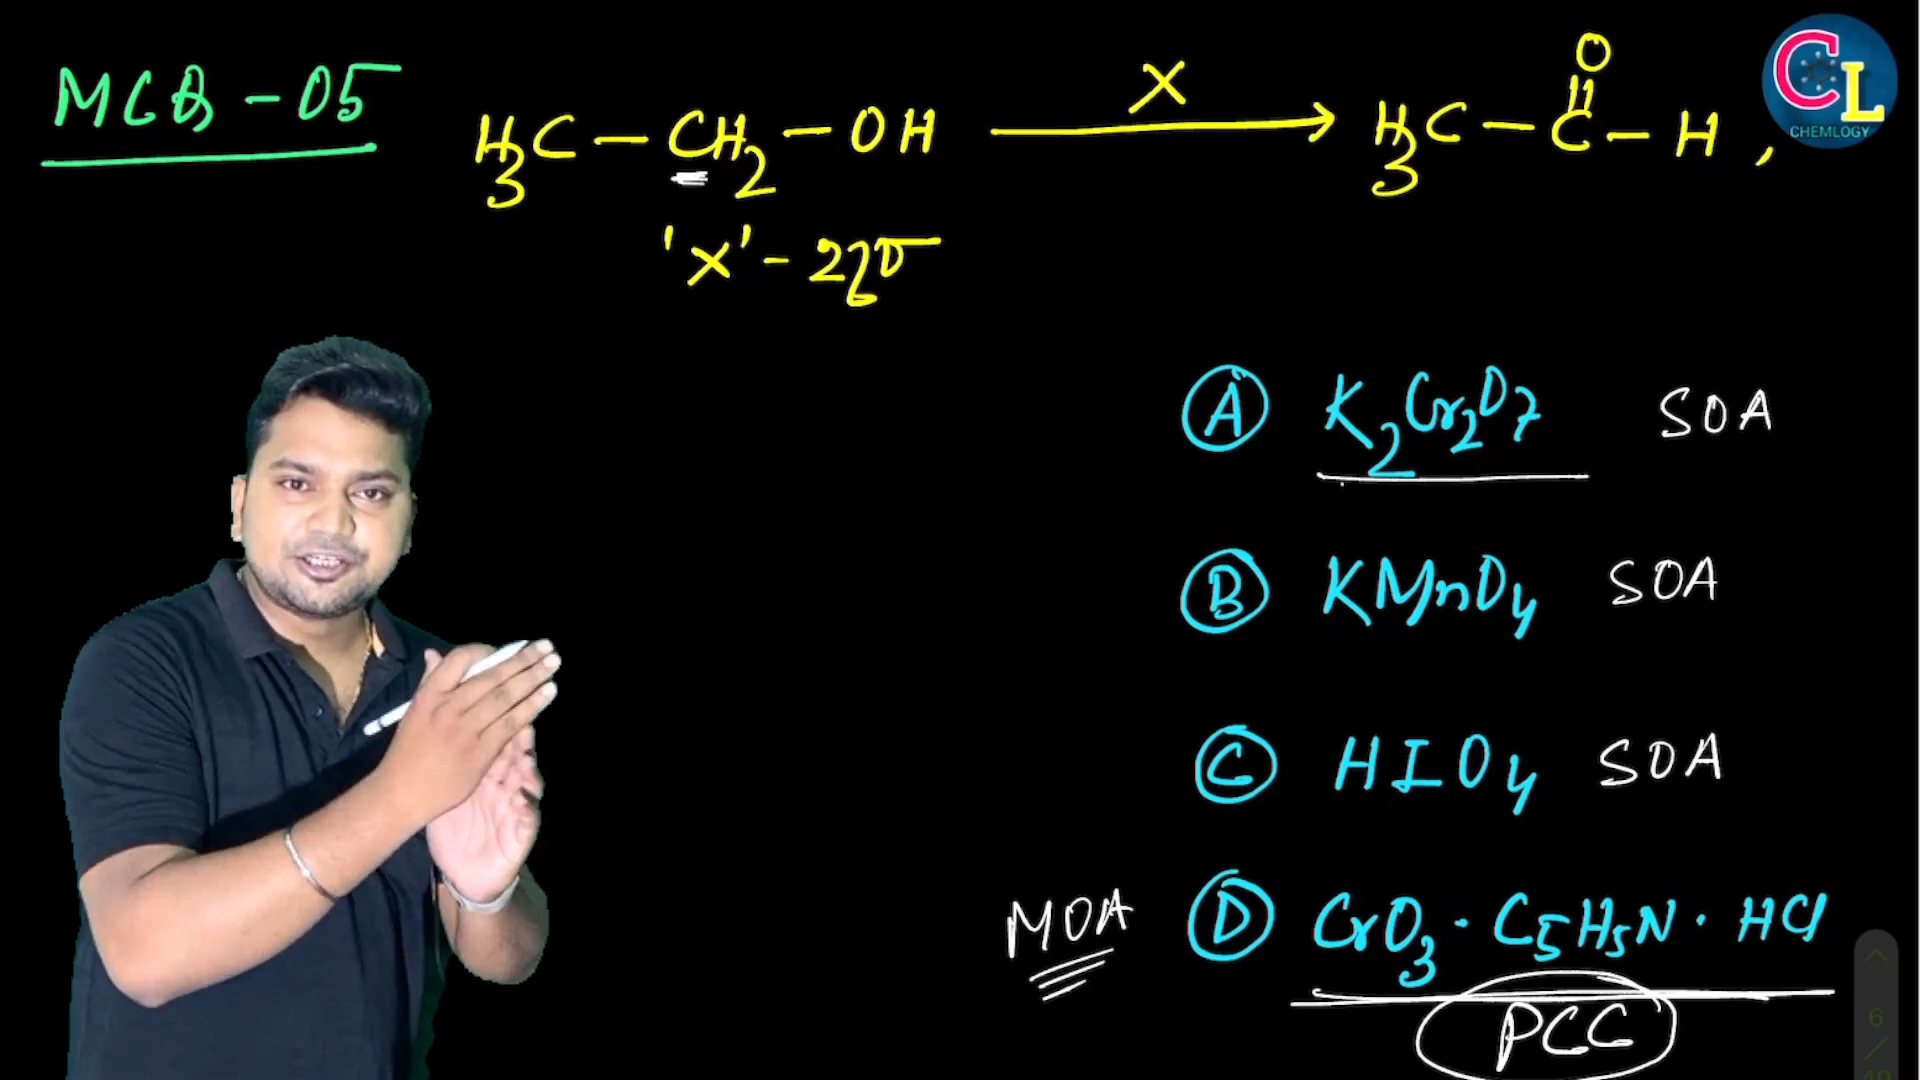 MCQ - 05
H₃C - CH₂ - OH → X → H₃C - C(=O) - H ,
CL
CHEMLOGY
'X' -
A K₂Cr₂O₇ SOA
B KMnO₄ SOA
C HIO₄ SOA
MOA D CrO₃ · C₅H₅N · HCl
PCC
6
/